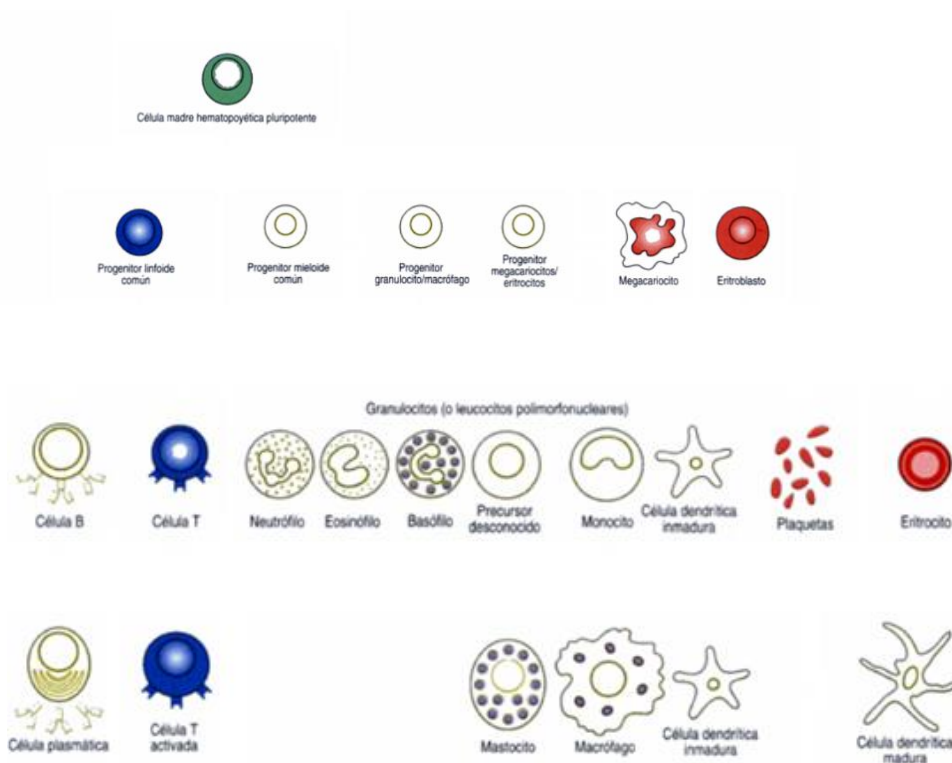 Célula madre hematopoyética pluripotente
Progenitor linfoide
común
Progenitor mieloide
común
Progenitor
granulocito/macrófago
Progenitor
megacariocitos/
eritrocitos
Megacariocito
Eritroblasto
Granulocitos (o leucocitos polimorfonucleares)
Célula B
Célula T
Neutrófilo
Eosinófilo
Basófilo
Precursor
desconocido
Monocito
Célula dendrítica
inmadura
Plaquetas
Eritrocito
Célula plasmática
Célula T
activada
Mastocito
Macrófago
Célula dendrítica
inmadura
Célula dendrítica
madura